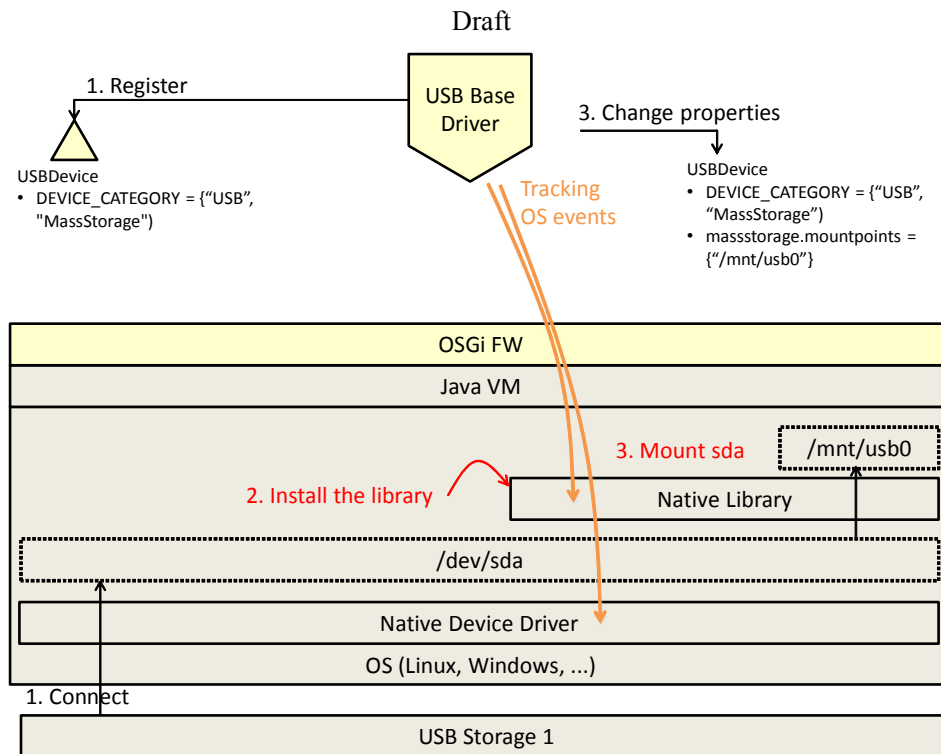 Draft
1. Register
USB Base
Driver
3. Change properties
USBDevice
• DEVICE_CATEGORY = {“USB”,
"MassStorage")
Tracking
OS events
USBDevice
• DEVICE_CATEGORY = {“USB”,
“MassStorage”)
• massstorage.mountpoints =
{“/mnt/usb0”}
OSGi FW
Java VM
3. Mount sda
/mnt/usb0
2. Install the library
Native Library
/dev/sda
Native Device Driver
OS (Linux, Windows, ...)
1. Connect
USB Storage 1